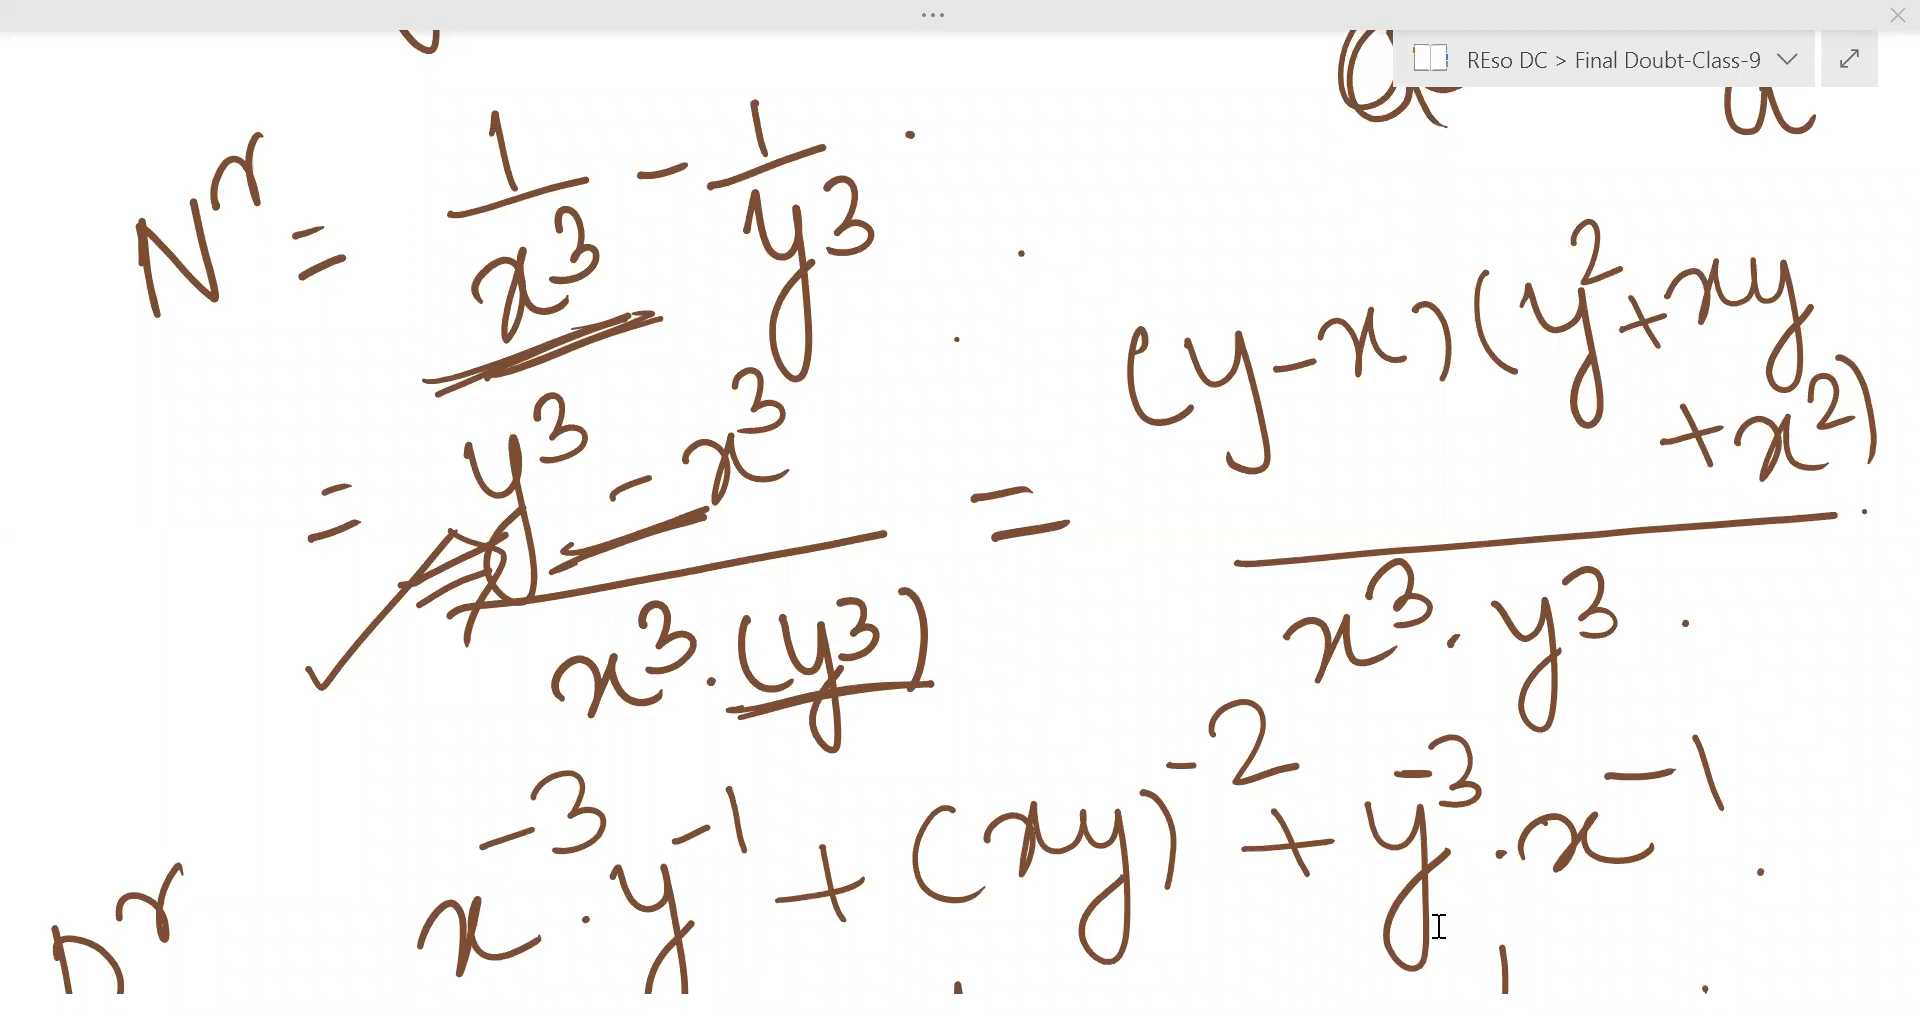 REso DC > Final Doubt-Class-9
Nʳ = 1/x³ - 1/y³
= (y³ - x³)/(x³·(y³)) = (y-x)(y²+xy+x²)/(x³·y³)
Dʳ x⁻³·y⁻¹ + (xy)⁻² + y⁻³·x⁻¹